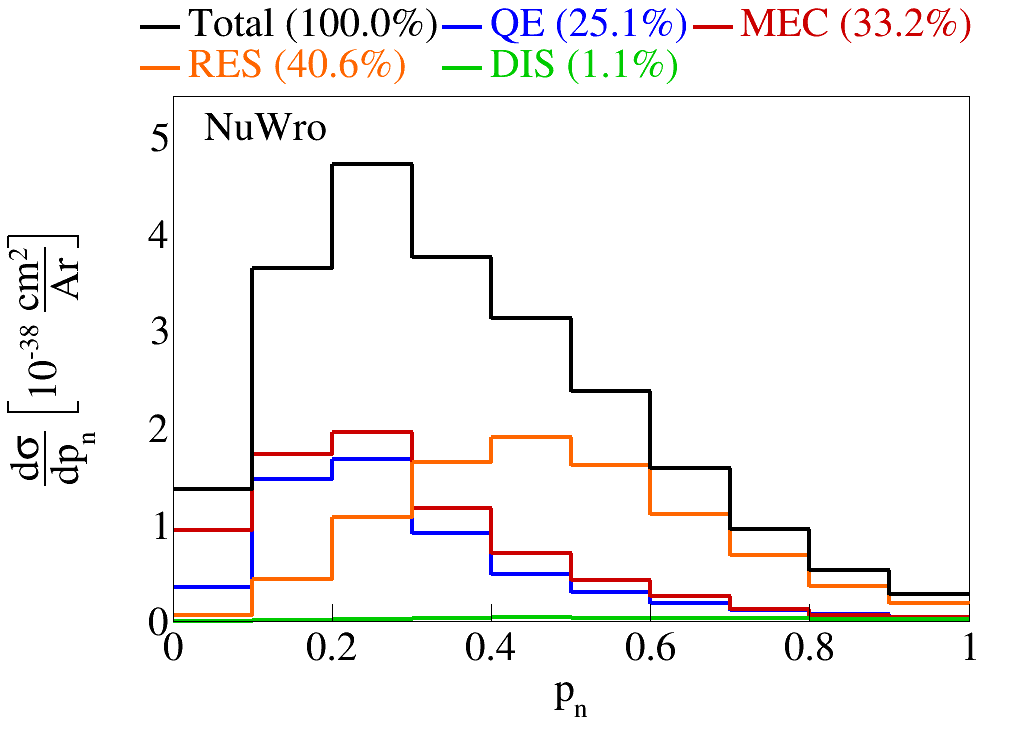 Total (100.0%) QE (25.1%) MEC (33.2%)
RES (40.6%) DIS (1.1%)
NuWro
5
4
3
2
1
0
0 0.2 0.4 0.6 0.8 1
p_n
dσ/dp_n [10^-38 cm^2/Ar]